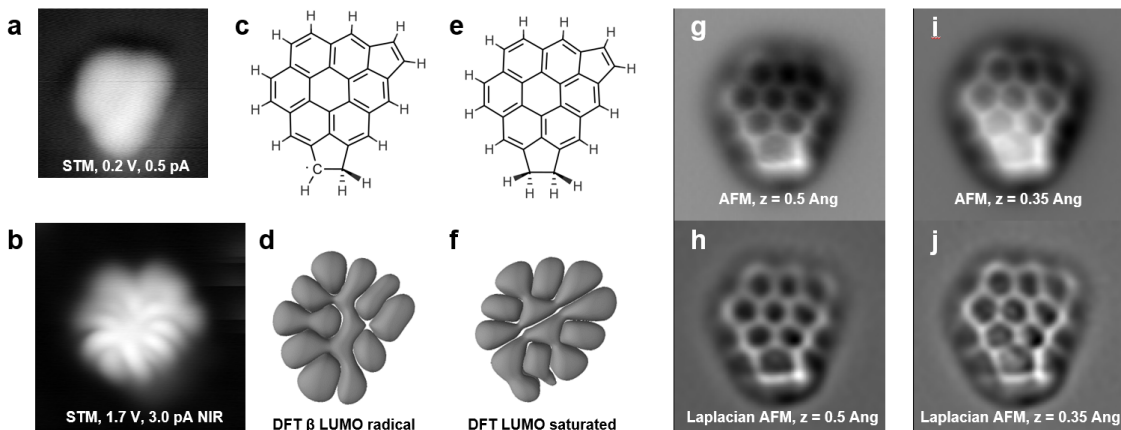 a
STM, 0.2 V, 0.5 pA
b
STM, 1.7 V, 3.0 pA NIR
c
H H
H H
H H
H H
H H
C H
H H
d
DFT β LUMO radical
e
H H
H H
H H
H H
H H
H H
H H
f
DFT LUMO saturated
g
AFM, z = 0.5 Ang
h
Laplacian AFM, z = 0.5 Ang
i
AFM, z = 0.35 Ang
j
Laplacian AFM, z = 0.35 Ang